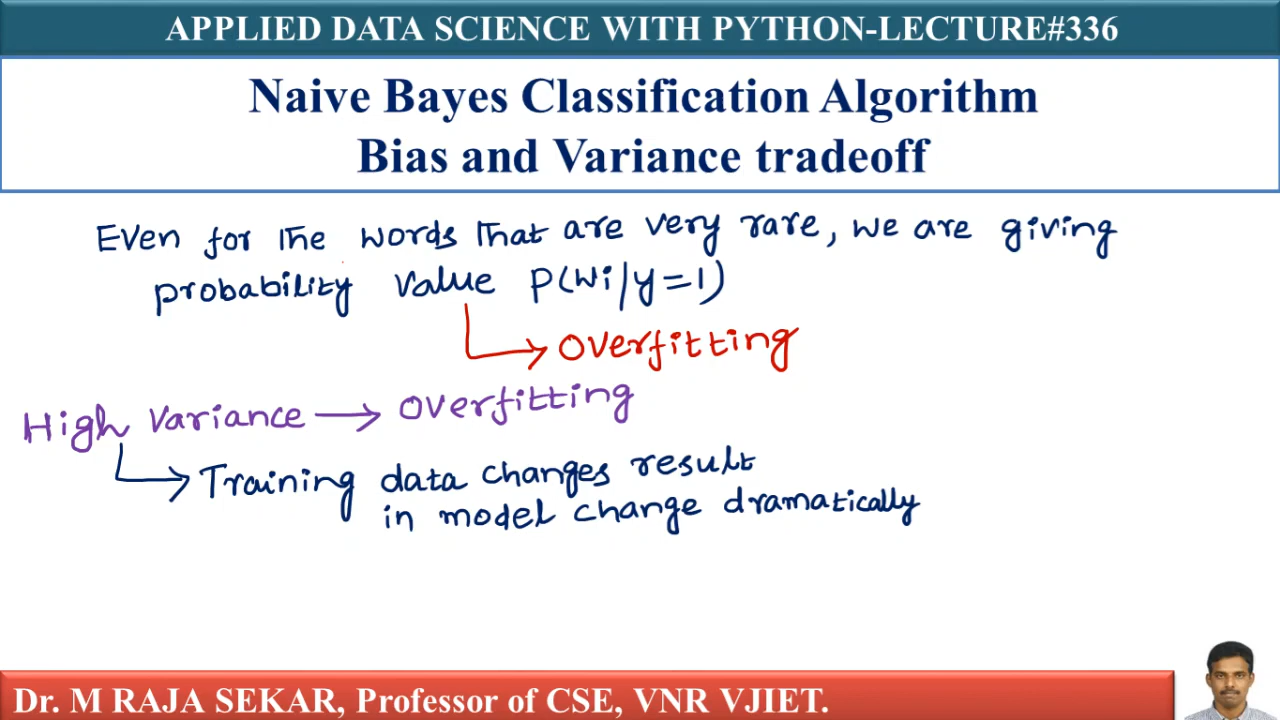 APPLIED DATA SCIENCE WITH PYTHON-LECTURE#336
Naive Bayes Classification Algorithm
Bias and Variance tradeoff
Even for the words that are very rare, we are giving
probability value P(wi/y=1)
Overfitting
High Variance → Overfitting
Training data changes result
in model change dramatically
Dr. M RAJA SEKAR, Professor of CSE, VNR VJIET.